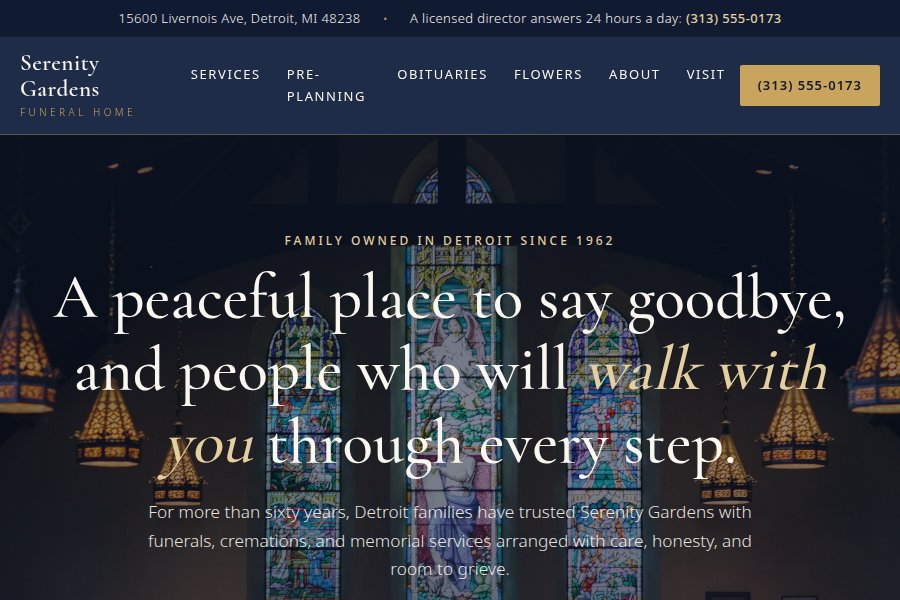 15600 Livernois Ave, Detroit, MI 48238 • A licensed director answers 24 hours a day: (313) 555-0173
Serenity
Gardens
FUNERAL HOME
SERVICES
PRE-
PLANNING
OBITUARIES
FLOWERS
ABOUT
VISIT
(313) 555-0173
FAMILY OWNED IN DETROIT SINCE 1962
A peaceful place to say goodbye,
and people who will walk with
you through every step.
For more than sixty years, Detroit families have trusted Serenity Gardens with
funerals, cremations, and memorial services arranged with care, honesty, and
room to grieve.